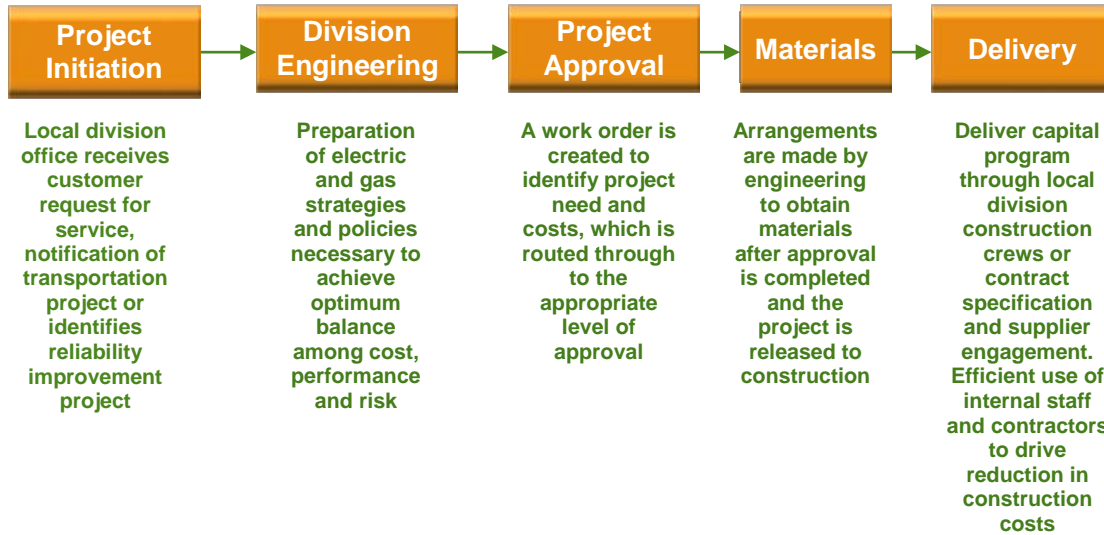 Project
Initiation
Division
Engineering
Project
Approval
Materials
Delivery
Local division
office receives
customer
request for
service,
notification of
transportation
project or
identifies
reliability
improvement
project
Preparation
of electric
and gas
strategies
and policies
necessary to
achieve
optimum
balance
among cost,
performance
and risk
A work order is
created to
identify project
need and
costs, which is
routed through
to the
appropriate
level of
approval
Arrangements
are made by
engineering
to obtain
materials
after approval
is completed
and the
project is
released to
construction
Deliver capital
program
through local
division
construction
crews or
contract
specification
and supplier
engagement.
Efficient use of
internal staff
and contractors
to drive
reduction in
construction
costs